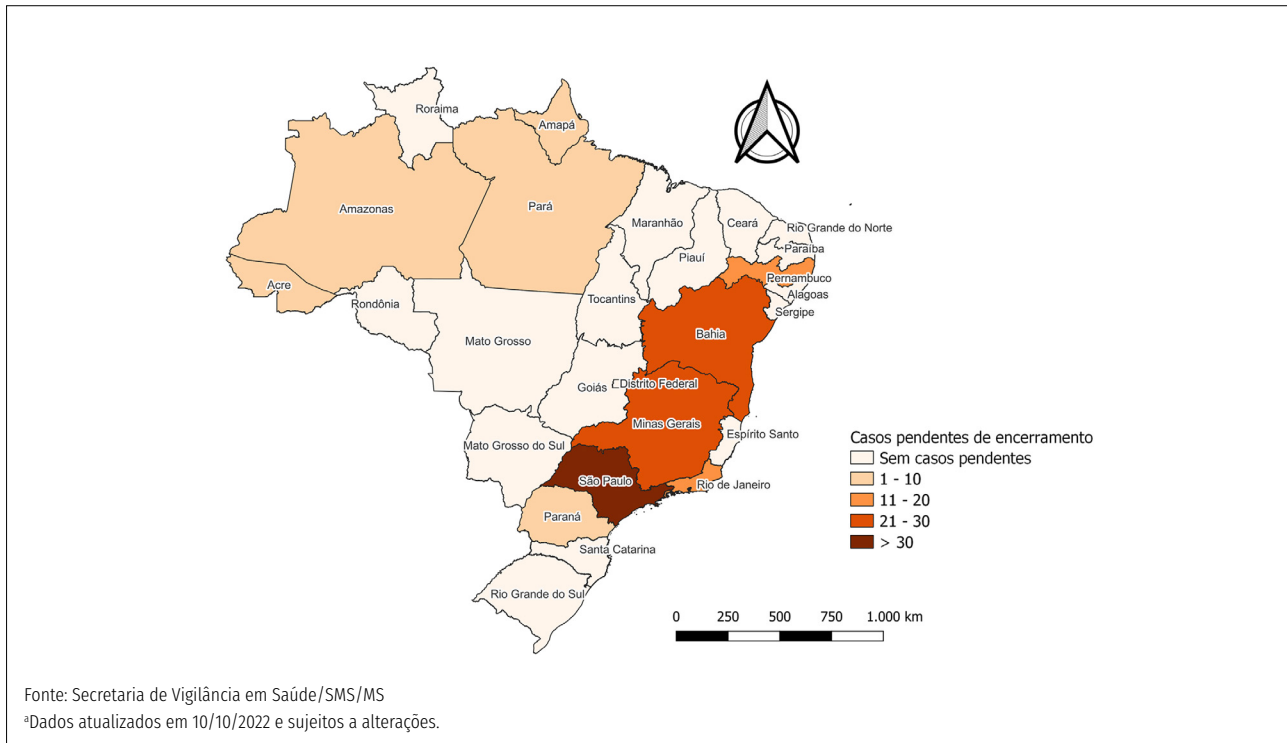 Roraima
Amapá
Amazonas
Pará
Maranhão
Ceará
Rio Grande do Norte
Paraíba
Piauí
Pernambuco
Acre
Alagoas
Rondônia
Tocantins
Sergipe
Bahia
Mato Grosso
Goiás
Distrito Federal
Minas Gerais
Espírito Santo
Mato Grosso do Sul
São Paulo
Rio de Janeiro
Paraná
Santa Catarina
Rio Grande do Sul
Casos pendentes de encerramento
Sem casos pendentes
1 - 10
11 - 20
21 - 30
> 30
0 250 500 750 1.000 km
Fonte: Secretaria de Vigilância em Saúde/SMS/MS
ªDados atualizados em 10/10/2022 e sujeitos a alterações.